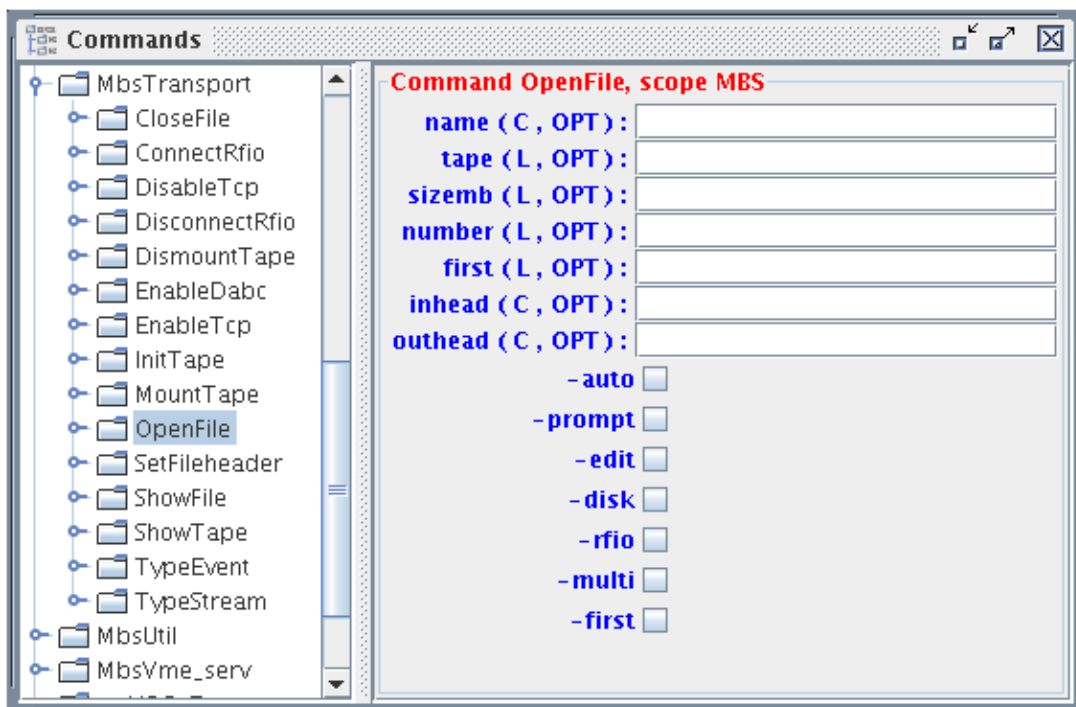 Commands
MbsTransport
CloseFile
ConnectRfio
DisableTcp
DisconnectRfio
DismountTape
EnableDabc
EnableTcp
InitTape
MountTape
OpenFile
SetFileheader
ShowFile
ShowTape
TypeEvent
TypeStream
MbsUtil
MbsVme_serv
Command OpenFile, scope MBS
name ( C , OPT ) :
tape ( L , OPT ) :
sizemb ( L , OPT ) :
number ( L , OPT ) :
first ( L , OPT ) :
inhead ( C , OPT ) :
outhead ( C , OPT ) :
-auto
-prompt
-edit
-disk
-rfio
-multi
-first